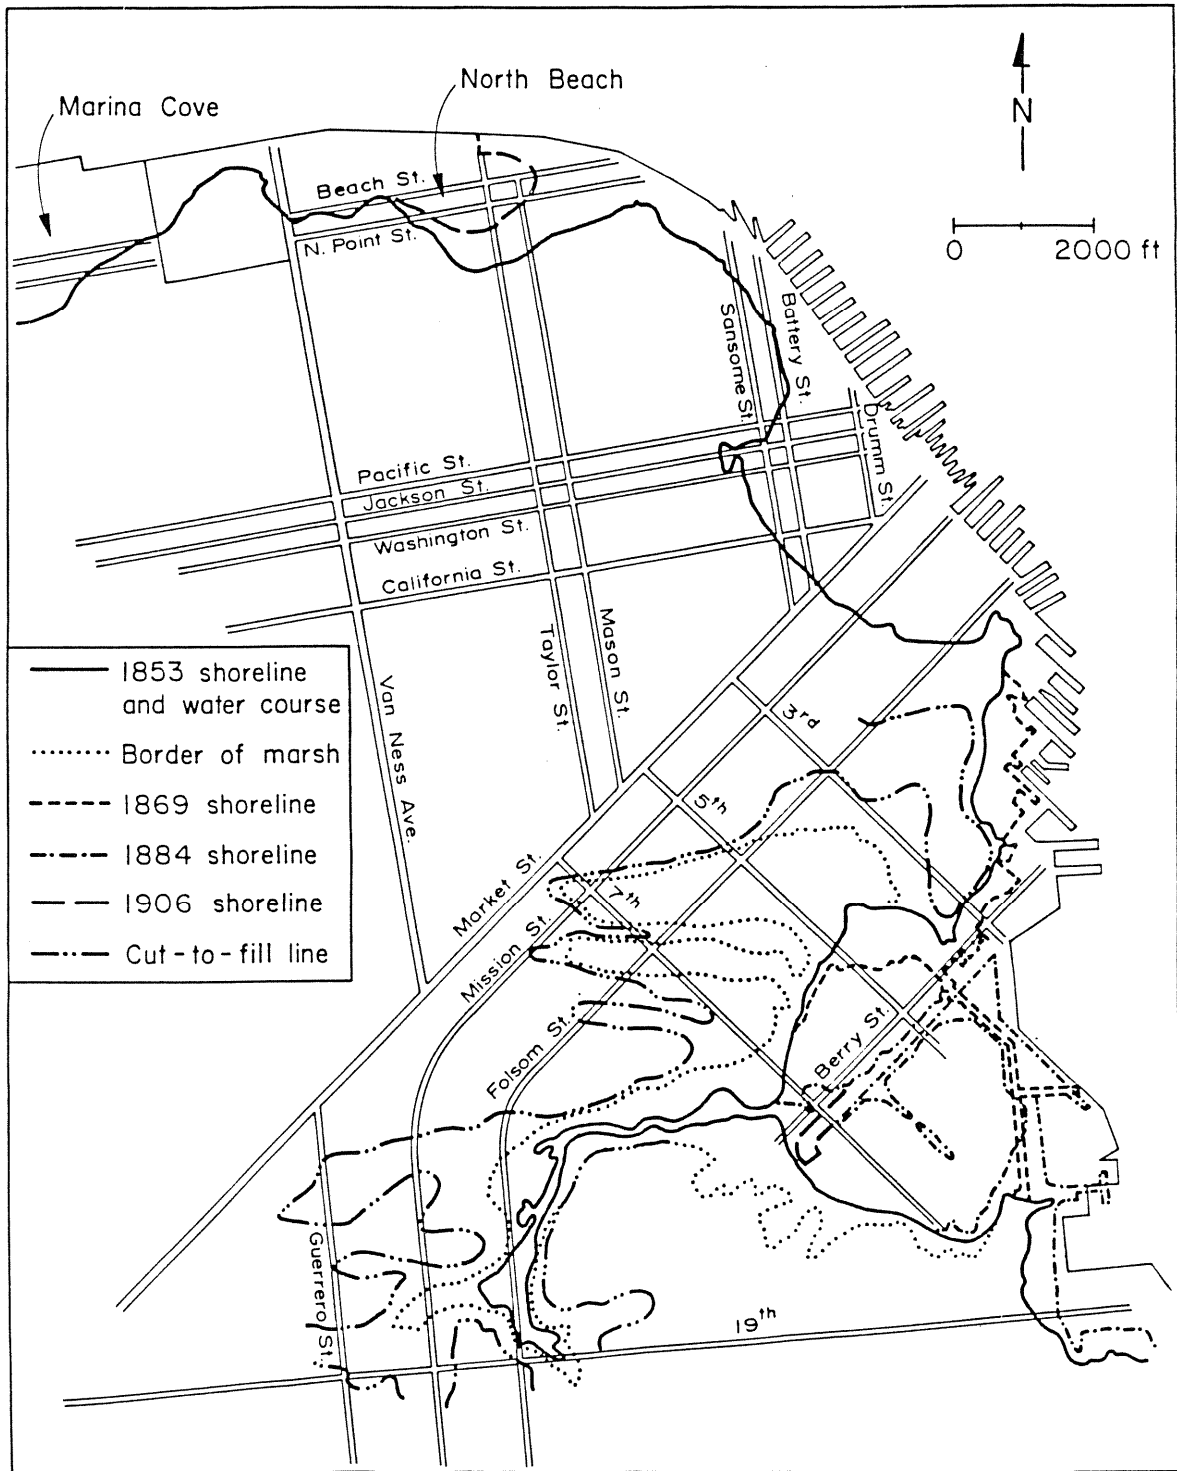 North Beach
Marina Cove
N
Beach St.
N. Point St.
0 2000 ft
Sansome St.
Battery St.
Drumm St.
Pacific St.
Jackson St.
Washington St.
California St.
Taylor St.
Mason St.
Van Ness Ave.
1853 shoreline
and water course
Border of marsh
1869 shoreline
1884 shoreline
1906 shoreline
Cut-to-fill line
3rd
5th
7th
Market St.
Mission St.
Folsom St.
Berry St.
Guerrero St.
19th